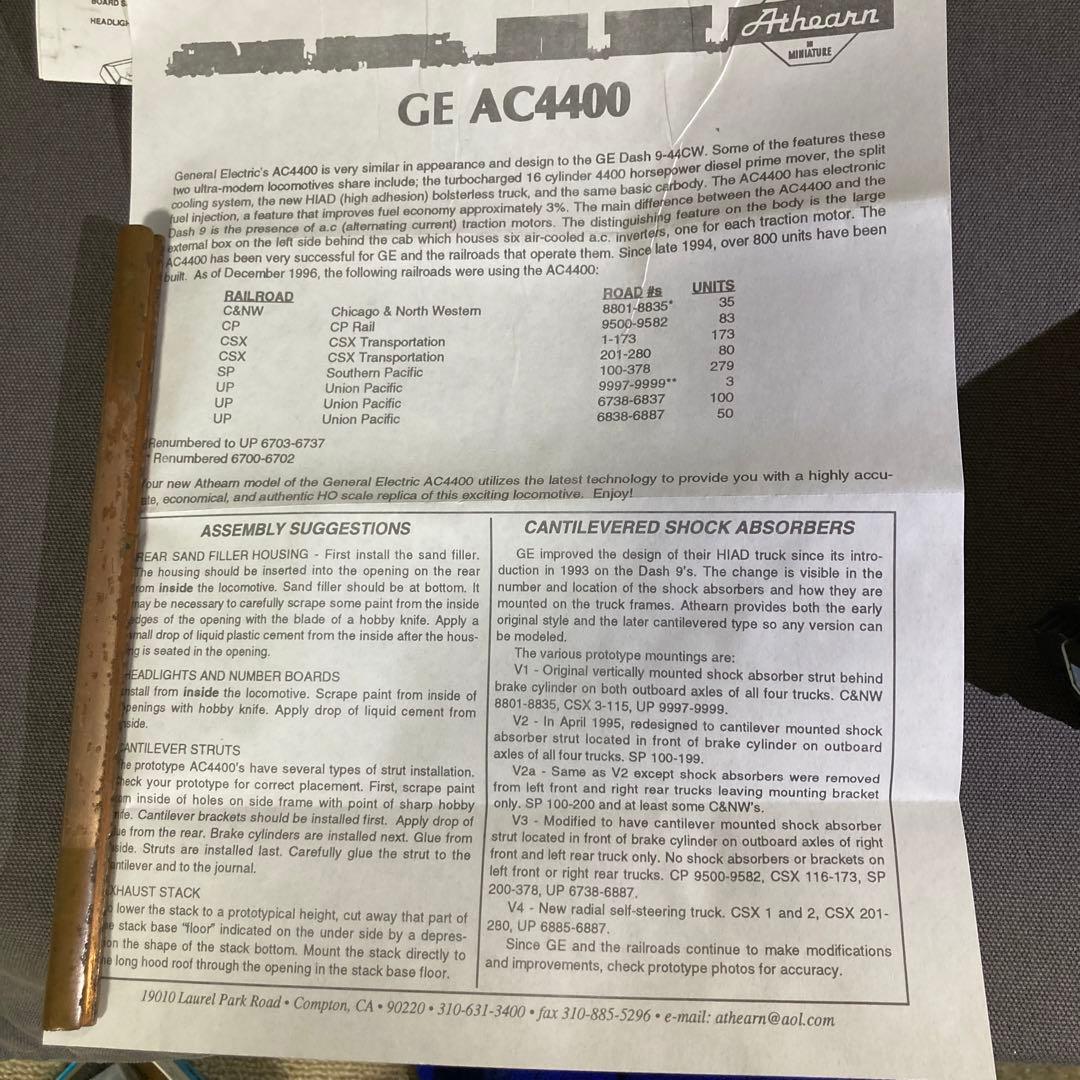 BOARD S
HEADLIGH
Athearn
IN
MINIATURE
GE AC4400
General Electric's AC4400 is very similar in appearance and design to the GE Dash 9-44CW. Some of the features these
two ultra-modern locomotives share include; the turbocharged 16 cylinder 4400 horsepower diesel prime mover, the split
cooling system, the new HIAD (high adhesion) bolsterless truck, and the same basic carbody. The AC4400 has electronic
fuel injection, a feature that improves fuel economy approximately 3%. The main difference between the AC4400 and the
Dash 9 is the presence of a.c (alternating current) traction motors. The distinguishing feature on the body is the large
external box on the left side behind the cab which houses six air-cooled a.c. inverters, one for each traction motor. The
AC4400 has been very successful for GE and the railroads that operate them. Since late 1994, over 800 units have been
built. As of December 1996, the following railroads were using the AC4400:
RAILROAD ROAD #s UNITS
C&NW Chicago & North Western 8801-8835* 35
CP CP Rail 9500-9582 83
CSX CSX Transportation 1-173 173
CSX CSX Transportation 201-280 80
SP Southern Pacific 100-378 279
UP Union Pacific 9997-9999** 3
UP Union Pacific 6738-6837 100
UP Union Pacific 6838-6887 50
Renumbered to UP 6703-6737
* Renumbered 6700-6702
our new Athearn model of the General Electric AC4400 utilizes the latest technology to provide you with a highly accu-
ate, economical, and authentic HO scale replica of this exciting locomotive. Enjoy!
ASSEMBLY SUGGESTIONS
REAR SAND FILLER HOUSING - First install the sand filler.
The housing should be inserted into the opening on the rear
rom inside the locomotive. Sand filler should be at bottom. It
may be necessary to carefully scrape some paint from the inside
edges of the opening with the blade of a hobby knife. Apply a
mall drop of liquid plastic cement from the inside after the hous-
ng is seated in the opening.
HEADLIGHTS AND NUMBER BOARDS
nstall from inside the locomotive. Scrape paint from inside of
penings with hobby knife. Apply drop of liquid cement from
side.
ANTILEVER STRUTS
he prototype AC4400's have several types of strut installation.
heck your prototype for correct placement. First, scrape paint
om inside of holes on side frame with point of sharp hobby
ife. Cantilever brackets should be installed first. Apply drop of
ue from the rear. Brake cylinders are installed next. Glue from
side. Struts are installed last. Carefully glue the strut to the
antilever and to the journal.
XHAUST STACK
o lower the stack to a prototypical height, cut away that part of
e stack base "floor" indicated on the under side by a depres-
on the shape of the stack bottom. Mount the stack directly to
he long hood roof through the opening in the stack base floor.
CANTILEVERED SHOCK ABSORBERS
GE improved the design of their HIAD truck since its intro-
duction in 1993 on the Dash 9's. The change is visible in the
number and location of the shock absorbers and how they are
mounted on the truck frames. Athearn provides both the early
original style and the later cantilevered type so any version can
be modeled.
The various prototype mountings are:
V1 - Original vertically mounted shock absorber strut behind
brake cylinder on both outboard axles of all four trucks. C&NW
8801-8835, CSX 3-115, UP 9997-9999.
V2 - In April 1995, redesigned to cantilever mounted shock
absorber strut located in front of brake cylinder on outboard
axles of all four trucks. SP 100-199.
V2a - Same as V2 except shock absorbers were removed
from left front and right rear trucks leaving mounting bracket
only. SP 100-200 and at least some C&NW's.
V3 - Modified to have cantilever mounted shock absorber
strut located in front of brake cylinder on outboard axles of right
front and left rear truck only. No shock absorbers or brackets on
left front or right rear trucks. CP 9500-9582, CSX 116-173, SP
200-378, UP 6738-6887.
V4 - New radial self-steering truck. CSX 1 and 2, CSX 201-
280, UP 6885-6887.
Since GE and the railroads continue to make modifications
and improvements, check prototype photos for accuracy.
19010 Laurel Park Road • Compton, CA • 90220 • 310-631-3400 • fax 310-885-5296 • e-mail: athearn@aol.com